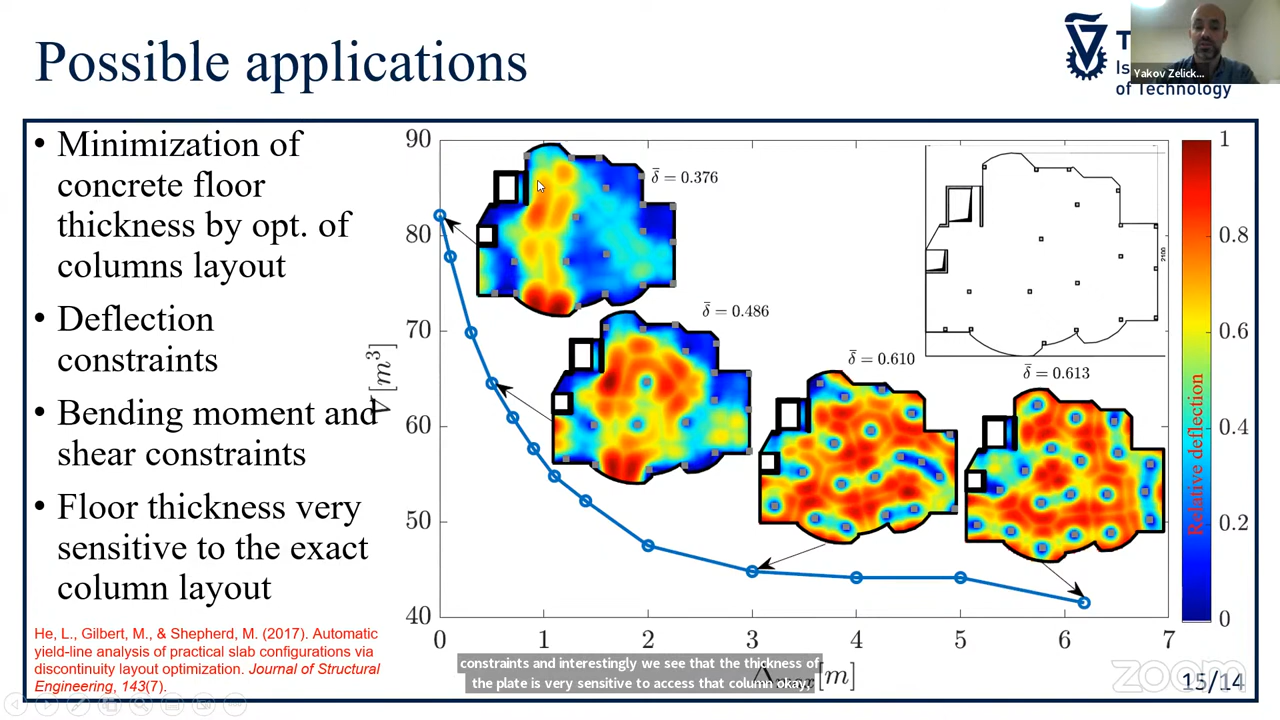 Possible applications
T
Is
of Technology
Yakov Zelick...
• Minimization of
concrete floor
thickness by opt. of
columns layout
• Deflection
constraints
• Bending moment and
shear constraints
• Floor thickness very
sensitive to the exact
column layout
He, L., Gilbert, M., & Shepherd, M. (2017). Automatic
yield-line analysis of practical slab configurations via
discontinuity layout optimization. Journal of Structural
Engineering, 143(7).
90
80
70
60
50
40
V[m³]
0 1 2 3 4 5 6 7
[m]
δ̄ = 0.376
δ̄ = 0.486
δ̄ = 0.610
δ̄ = 0.613
2100
1
0.8
0.6
0.4
0.2
0
Relative deflection
constraints and interestingly we see that the thickness of
the plate is very sensitive to access that column okay,
zoom
15/14